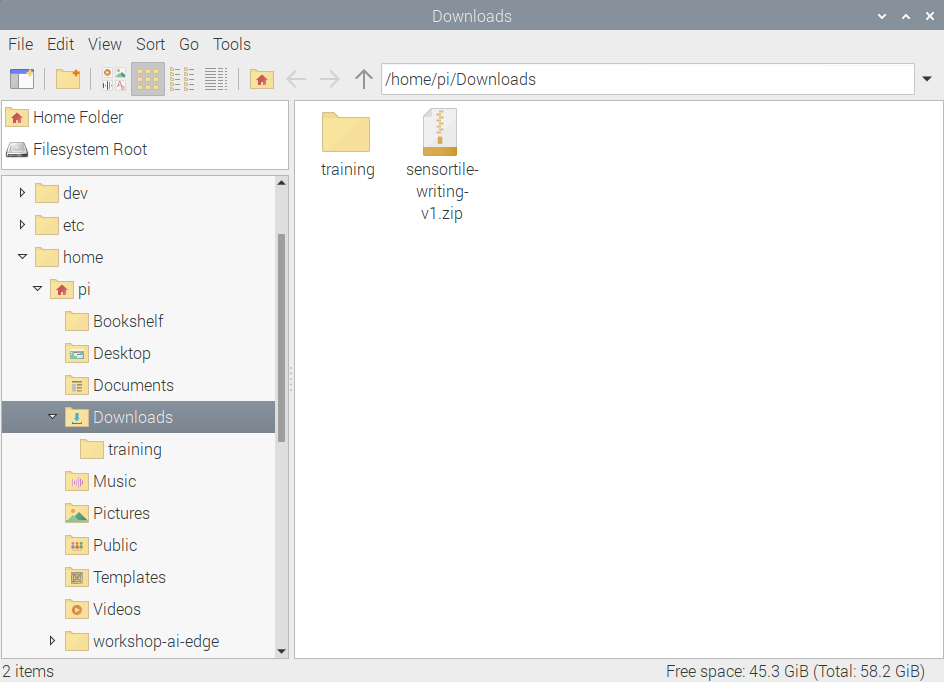 Downloads
File Edit View Sort Go Tools
/home/pi/Downloads
Home Folder
Filesystem Root
dev
etc
home
pi
Bookshelf
Desktop
Documents
Downloads
training
Music
Pictures
Public
Templates
Videos
workshop-ai-edge
training
sensortile-
writing-
v1.zip
2 items
Free space: 45.3 GiB (Total: 58.2 GiB)